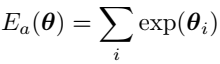 E_a(𝜽) = ∑_i exp(𝜽_i)